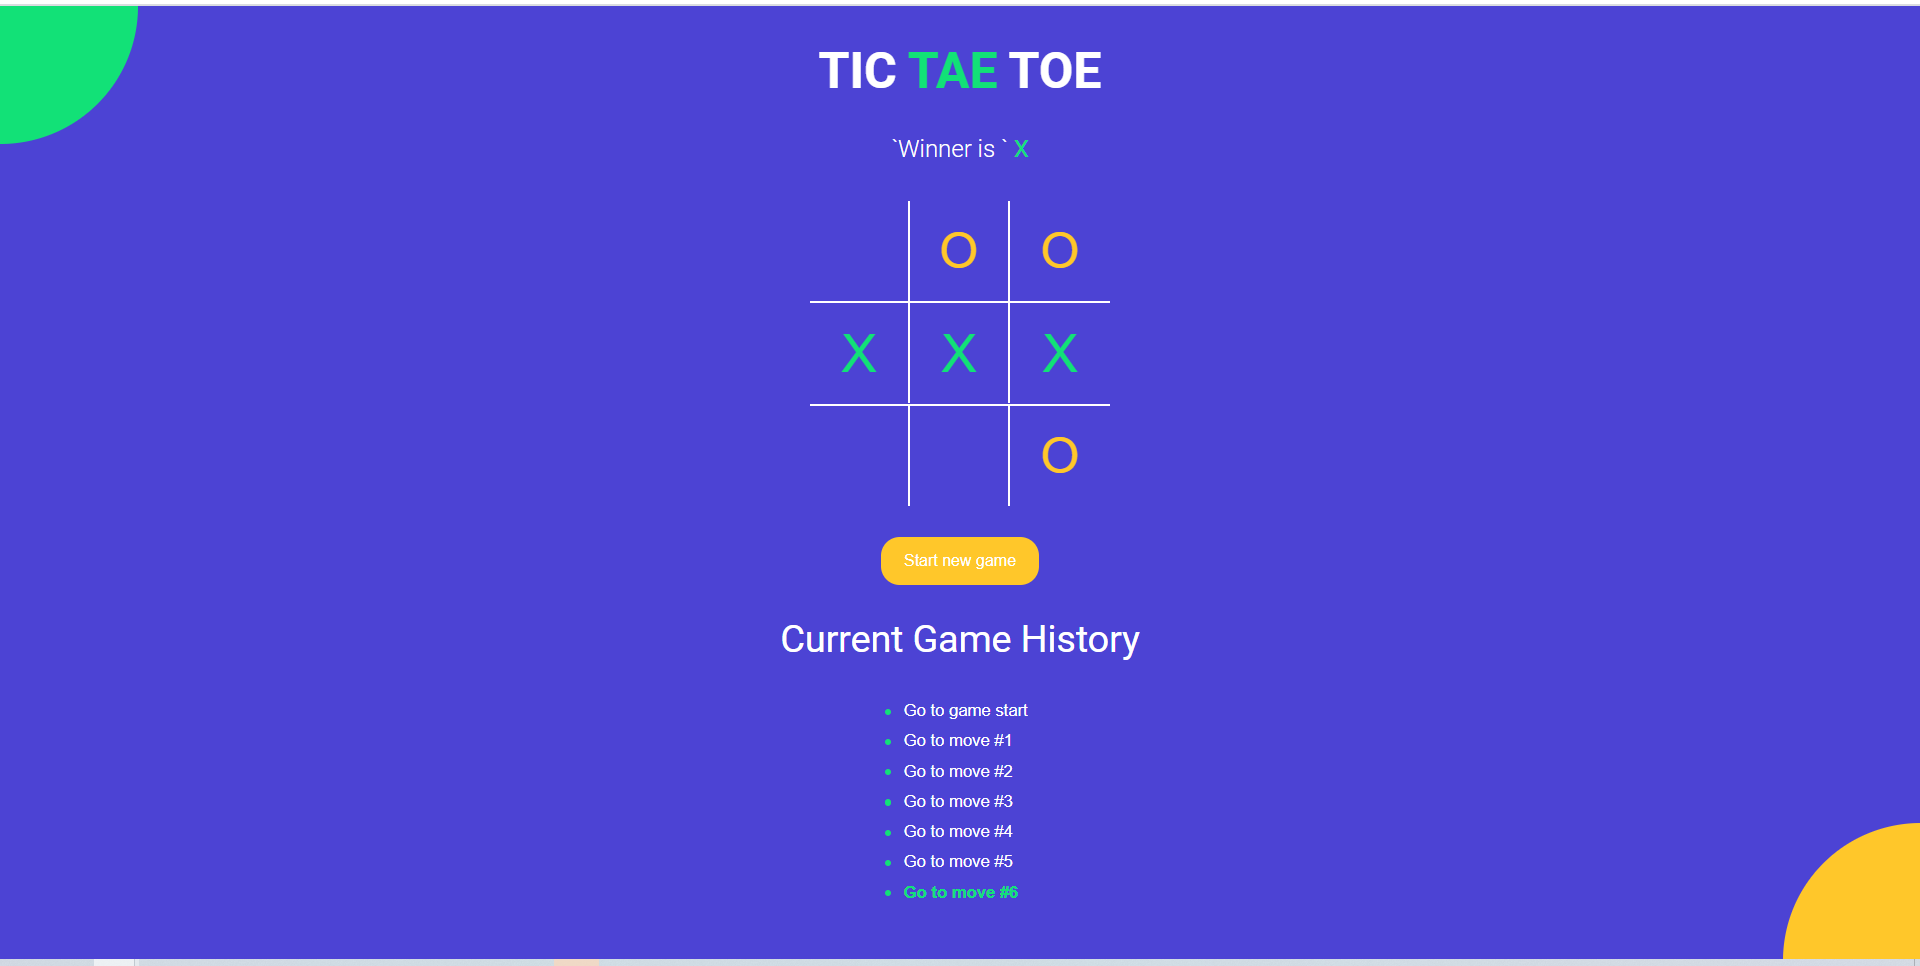 TIC TAE TOE
`Winner is ` X
O O
X X X
O
Start new game
Current Game History
Go to game start
Go to move #1
Go to move #2
Go to move #3
Go to move #4
Go to move #5
Go to move #6